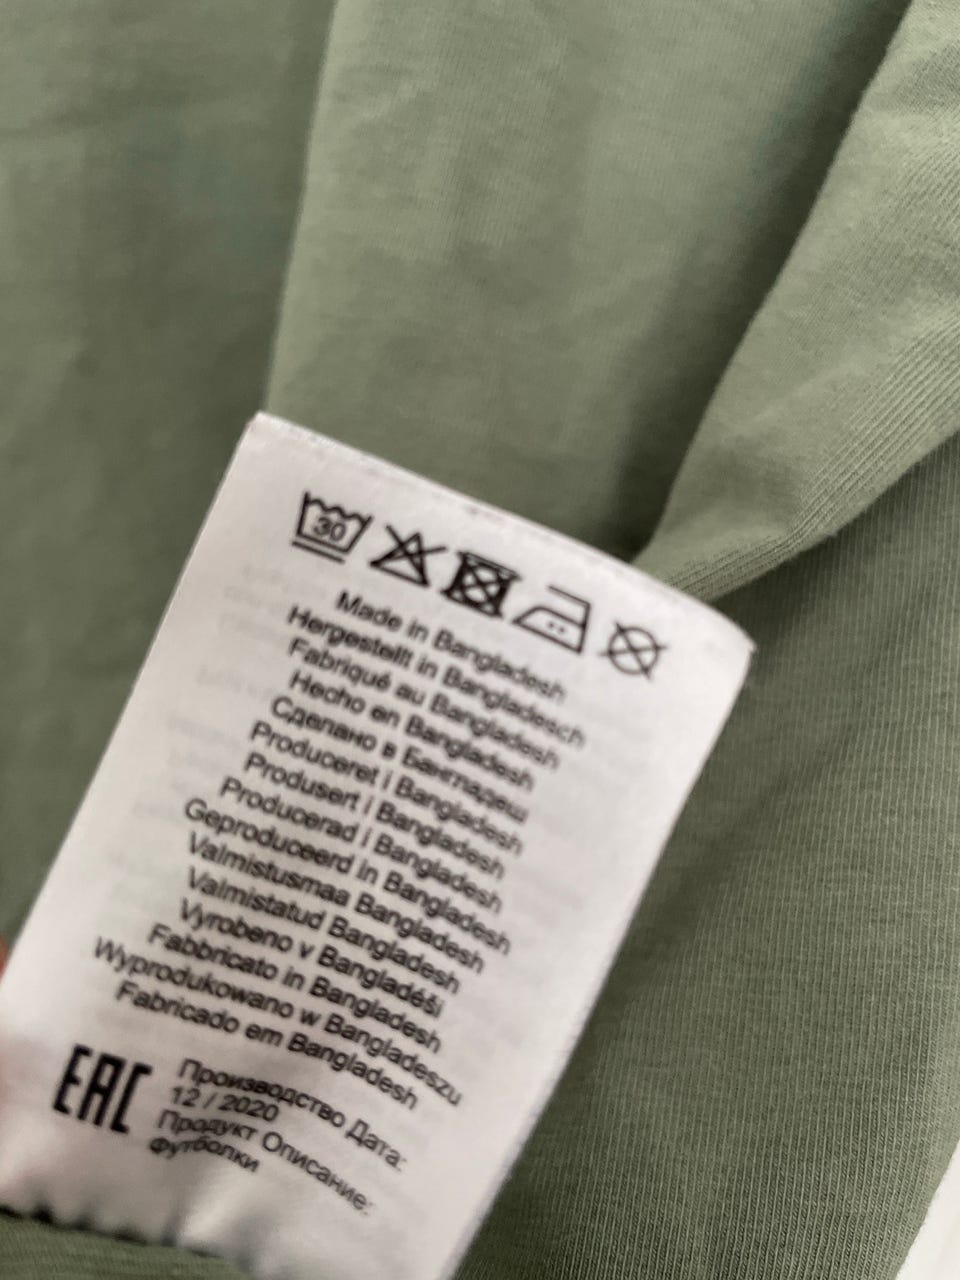 30
Made in Bangladesh
Hergestellt in Bangladesch
Fabriqué au Bangladesh
Hecho en Bangladesh
Сделано в Бангладеш
Produceret i Bangladesh
Produsert i Bangladesh
Producerad i Bangladesh
Geproduceerd in Bangladesh
Valmistusmaa Bangladesh
Valmistatud Bangladesh
Vyrobeno v Bangladéši
Fabbricato in Bangladesh
Wyprodukowano w Bangladeszu
Fabricado em Bangladesh
EAC
Производство Дата:
12 / 2020
Продукт Описание:
Футболки